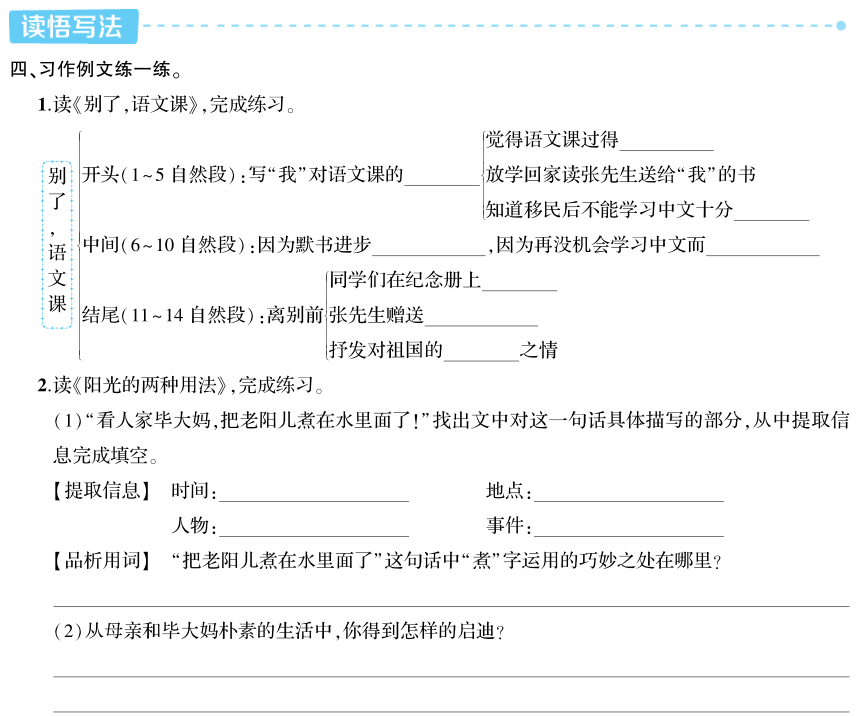 读悟写法
四、习作例文练一练。
1.读《别了,语文课》,完成练习。
别了,语文课
觉得语文课过得__________
开头(1~5自然段):写“我”对语文课的________
放学回家读张先生送给“我”的书
知道移民后不能学习中文十分________
中间(6~10自然段):因为默书进步____________,因为再没机会学习中文而____________
同学们在纪念册上________
结尾(11~14自然段):离别前
张先生赠送____________
抒发对祖国的________之情
2.读《阳光的两种用法》,完成练习。
(1)“看人家毕大妈,把老阳儿煮在水里面了!”找出文中对这一句话具体描写的部分,从中提取信
息完成填空。
【提取信息】 时间:____________________ 地点:____________________
人物:____________________ 事件:____________________
【品析用词】 “把老阳儿煮在水里面了”这句话中“煮”字运用的巧妙之处在哪里?
(2)从母亲和毕大妈朴素的生活中,你得到怎样的启迪?